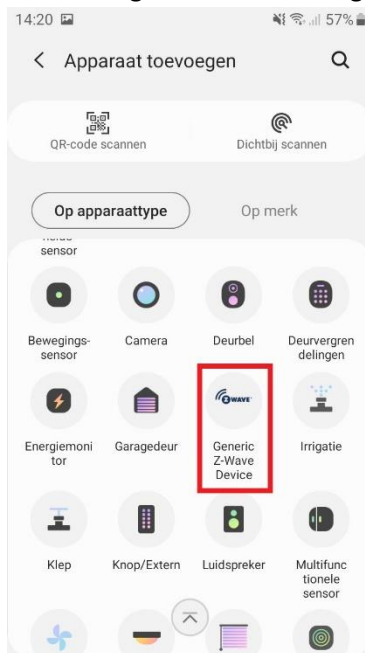 14:20 57%
Apparaat toevoegen
QR-code scannen Dichtbij scannen
Op apparaattype Op merk
sensor
Bewegings- Camera Deurbel Deurvergren
sensor delingen
Energiemoni Garagedeur Generic Irrigatie
tor Z-Wave
Device
Z WAVE
Klep Knop/Extern Luidspreker Multifunc
tionele
sensor